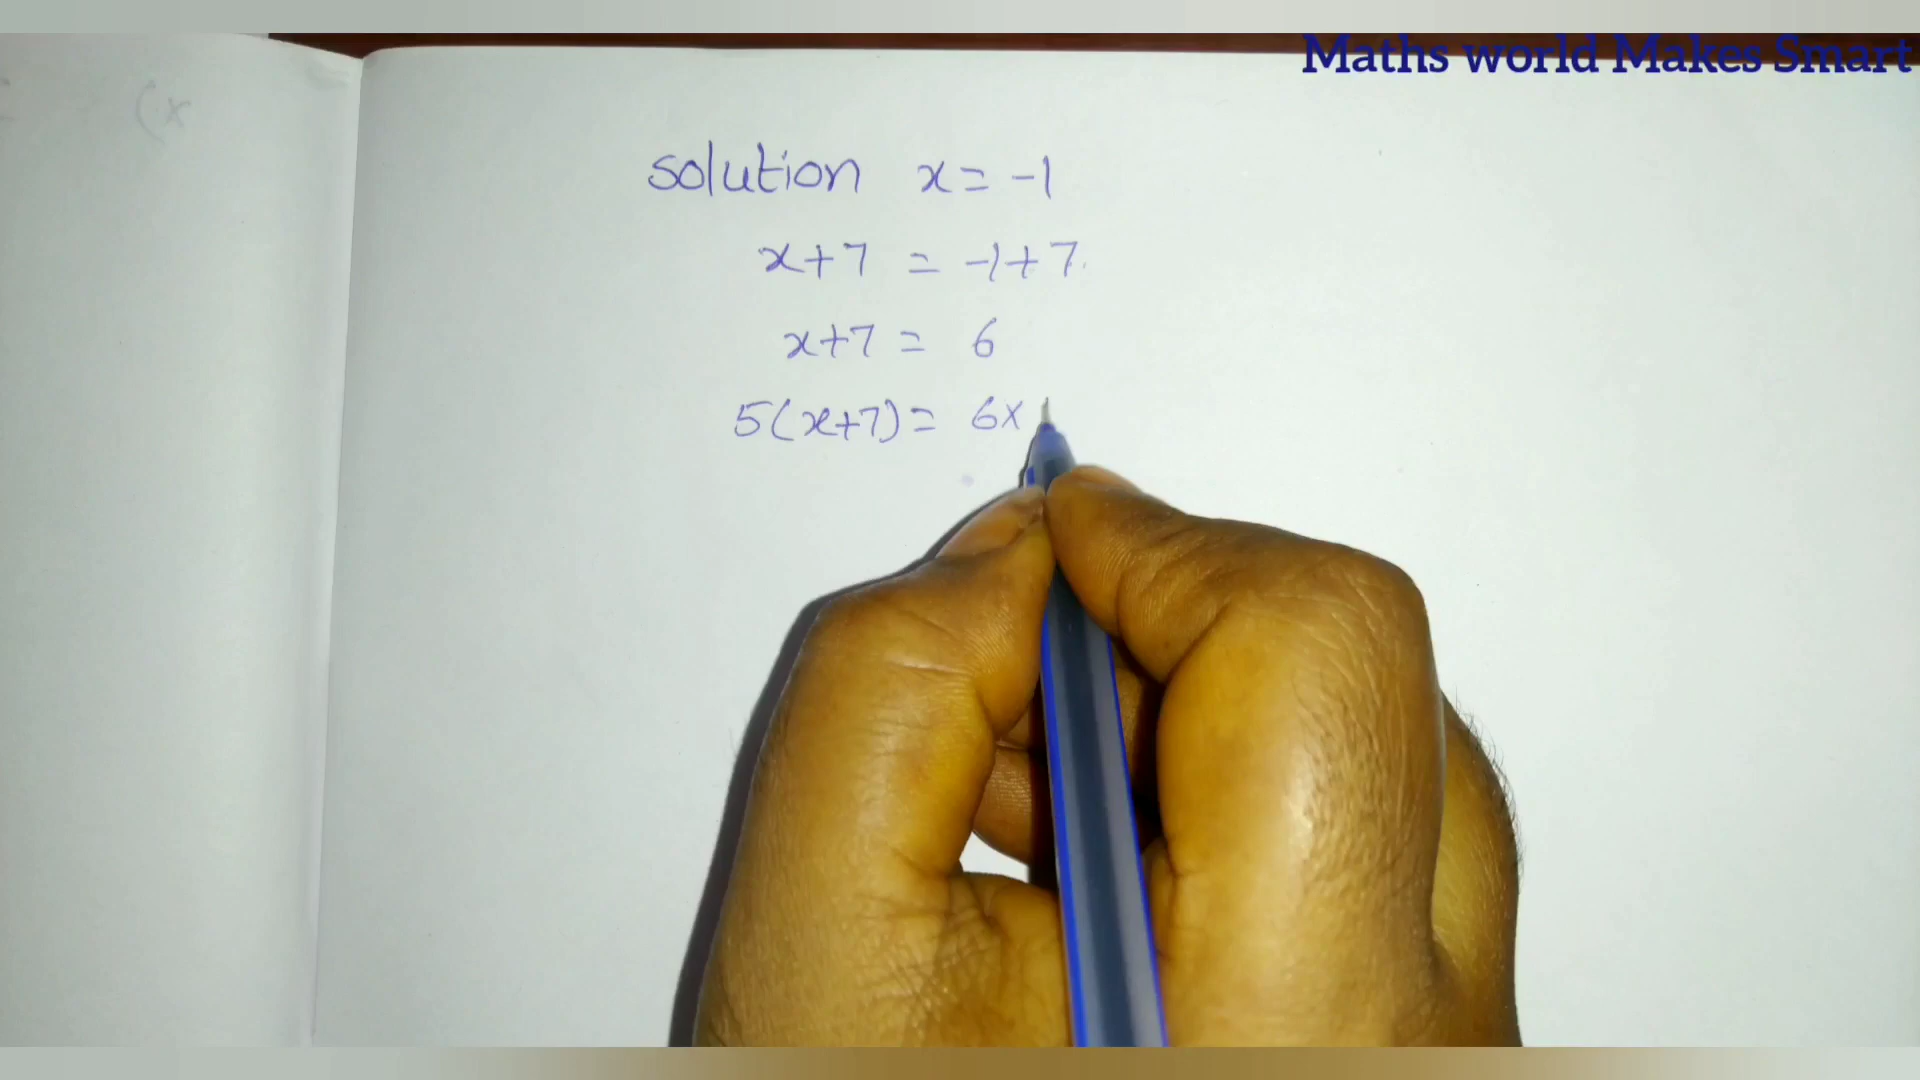 Maths world Makes Smart
(x
solution x = -1
x+7 = -1+7
x+7 = 6
5(x+7) = 6x